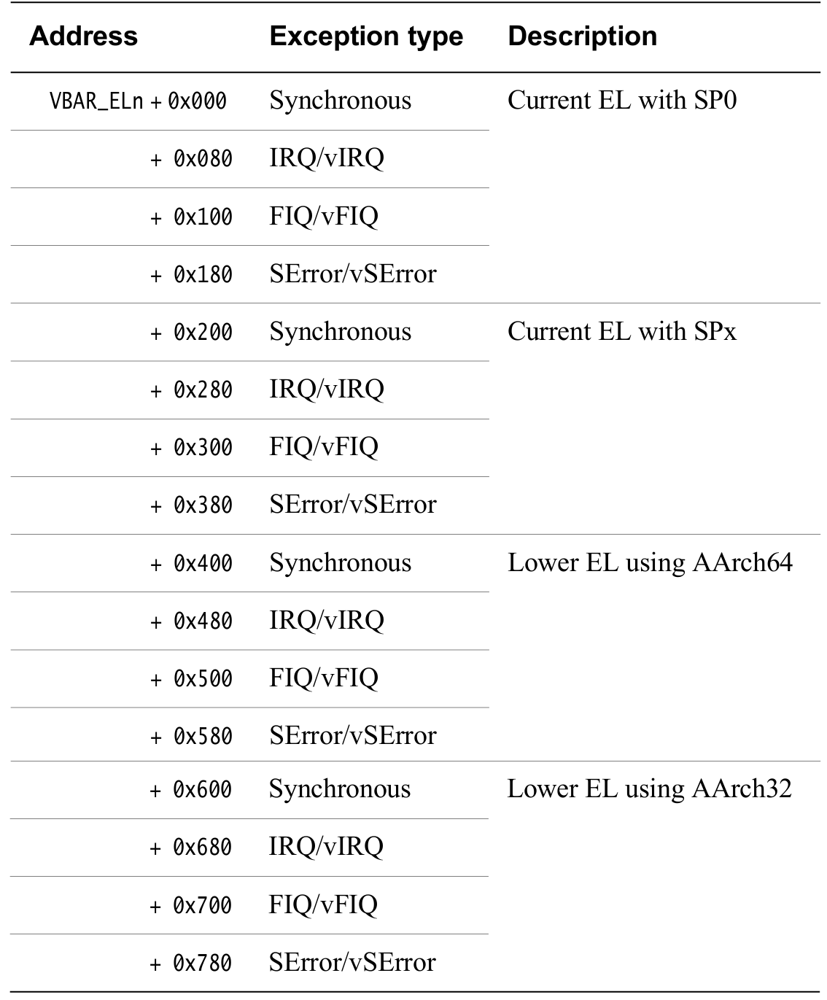 Address Exception type Description
VBAR_ELn + 0x000 Synchronous Current EL with SP0
+ 0x080 IRQ/vIRQ
+ 0x100 FIQ/vFIQ
+ 0x180 SError/vSError
+ 0x200 Synchronous Current EL with SPx
+ 0x280 IRQ/vIRQ
+ 0x300 FIQ/vFIQ
+ 0x380 SError/vSError
+ 0x400 Synchronous Lower EL using AArch64
+ 0x480 IRQ/vIRQ
+ 0x500 FIQ/vFIQ
+ 0x580 SError/vSError
+ 0x600 Synchronous Lower EL using AArch32
+ 0x680 IRQ/vIRQ
+ 0x700 FIQ/vFIQ
+ 0x780 SError/vSError